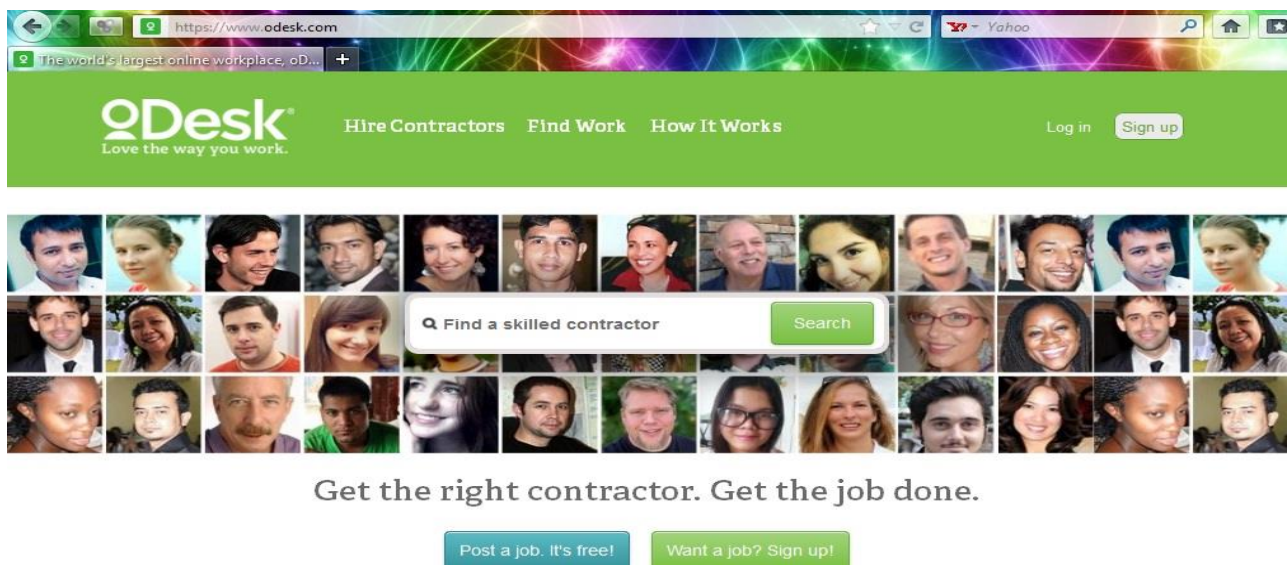 https://www.odesk.com
Yahoo
The world's largest online workplace, oD...
oDesk®
Love the way you work.
Hire Contractors Find Work How It Works
Log in Sign up
Find a skilled contractor Search
Get the right contractor. Get the job done.
Post a job. It's free! Want a job? Sign up!